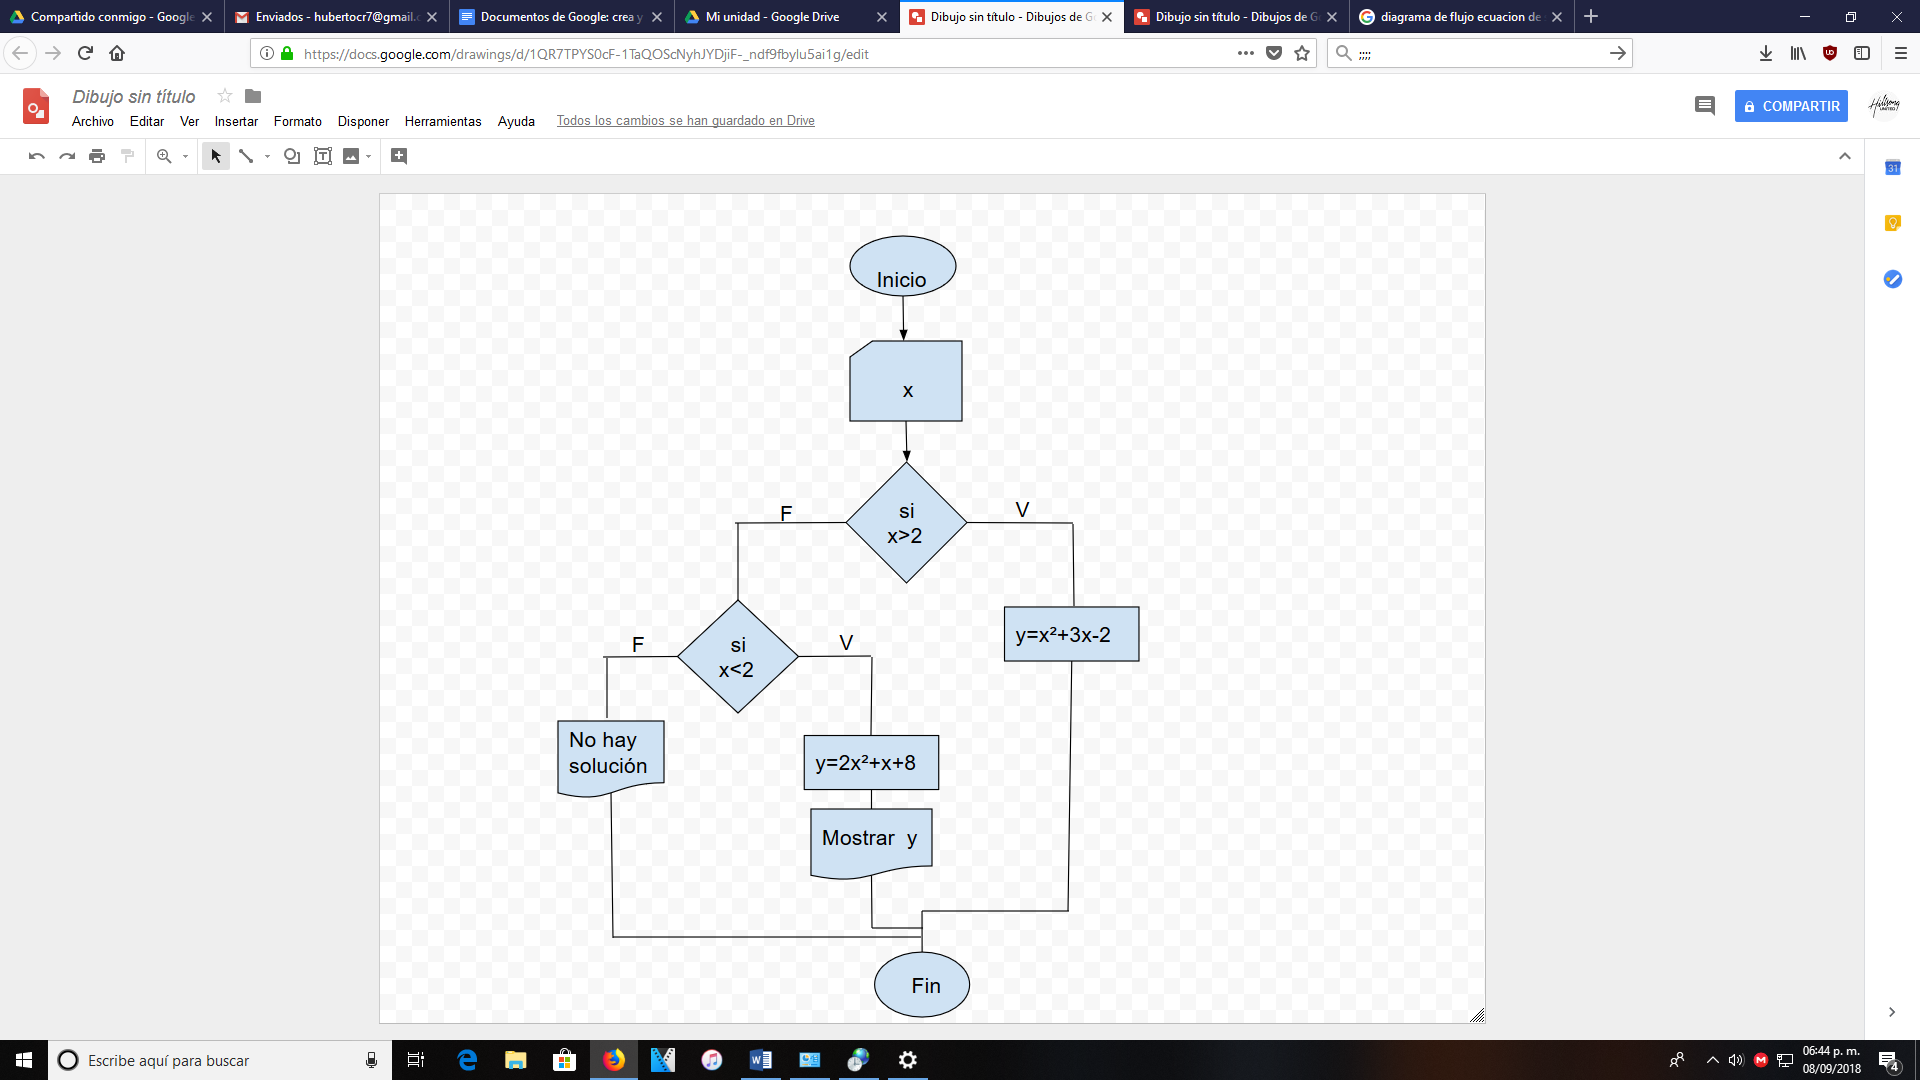 Compartido conmigo - Google
Enviados - hubertocr7@gmail.c
Documentos de Google: crea y
Mi unidad - Google Drive
Dibujo sin título - Dibujos de Go
Dibujo sin título - Dibujos de Go
diagrama de flujo ecuacion de
https://docs.google.com/drawings/d/1QR7TPYS0cF-1TaQOScNyhJYDjiF-_ndf9fbylu5ai1g/edit
;;;;
Dibujo sin título
COMPARTIR
Archivo Editar Ver Insertar Formato Disponer Herramientas Ayuda Todos los cambios se han guardado en Drive
31
Inicio
x
si
x>2
F
V
si
x<2
F
V
y=x²+3x-2
No hay
solución
y=2x²+x+8
Mostrar y
Fin
Escribe aquí para buscar
06:44 p. m.
08/09/2018
4